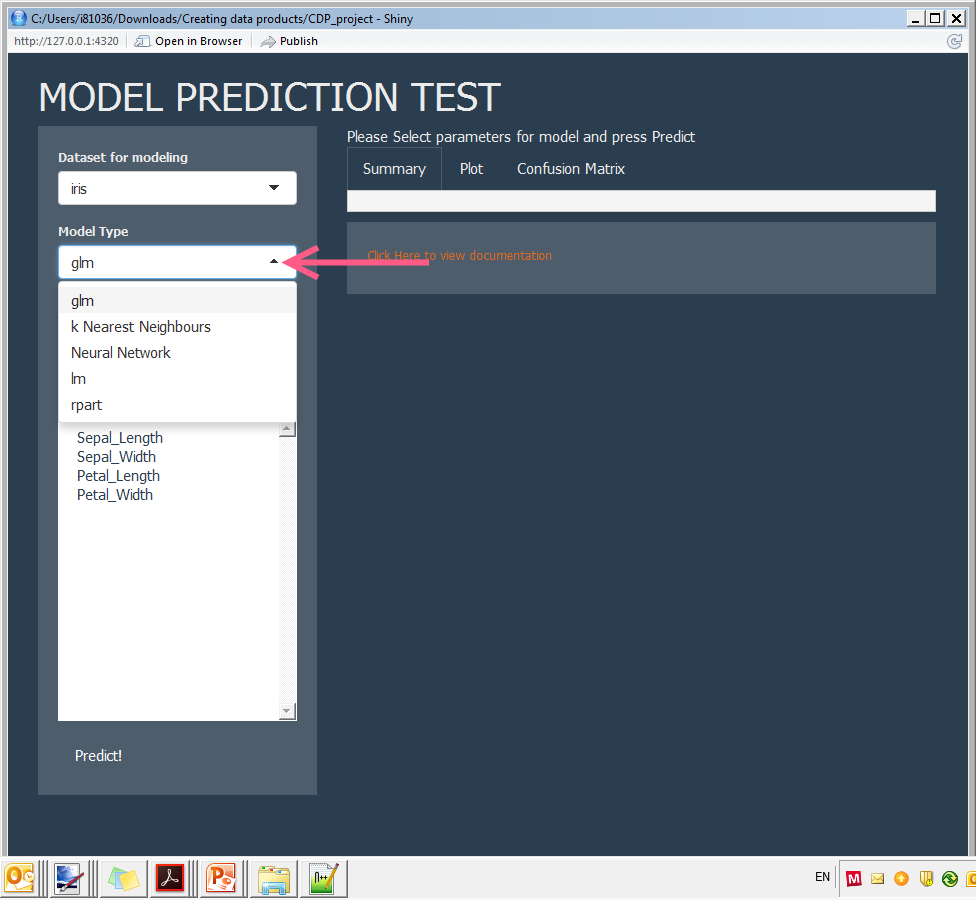 C:/Users/i81036/Downloads/Creating data products/CDP_project - Shiny
http://127.0.0.1:4320 Open in Browser Publish
MODEL PREDICTION TEST
Dataset for modeling
iris
Model Type
glm
glm
k Nearest Neighbours
Neural Network
lm
rpart
Sepal_Length
Sepal_Width
Petal_Length
Petal_Width
Predict!
Please Select parameters for model and press Predict
Summary Plot Confusion Matrix
Click Here to view documentation
EN